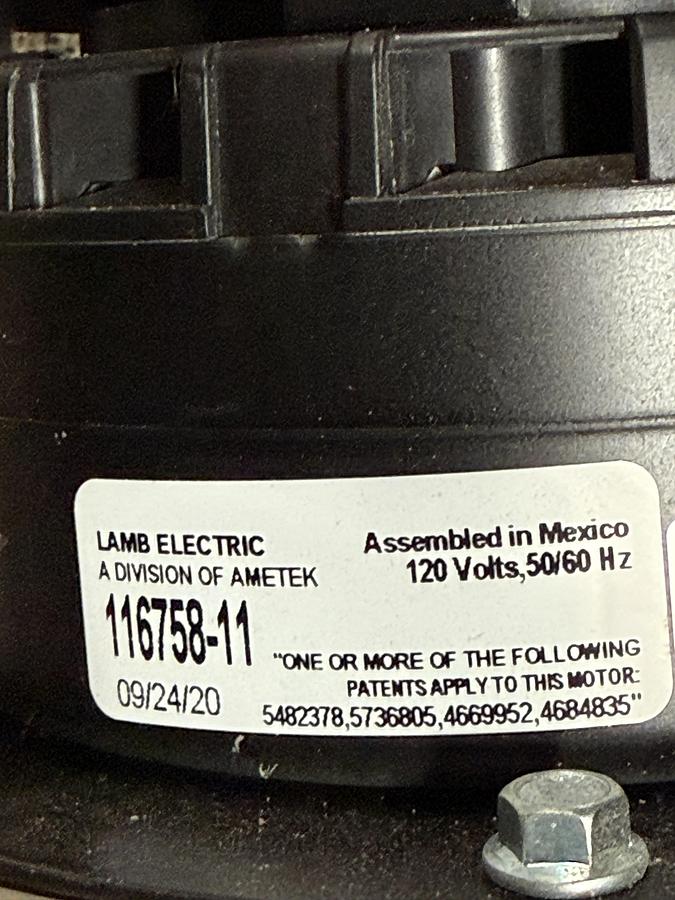 LAMB ELECTRIC
A DIVISION OF AMETEK
116758-11
09/24/20
Assembled in Mexico
120 Volts,50/60 Hz
"ONE OR MORE OF THE FOLLOWING
PATENTS APPLY TO THIS MOTOR:
5482378,5736805,4669952,4684835"